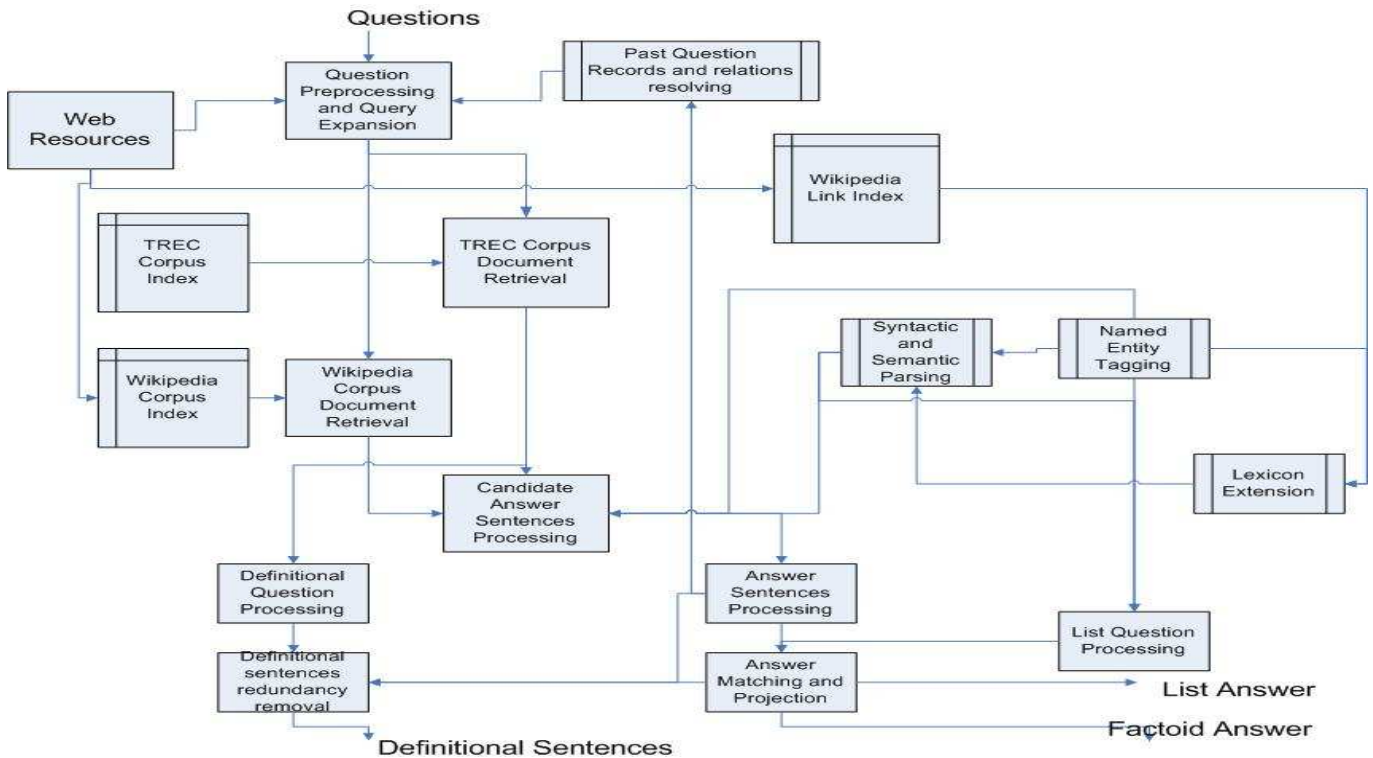 Questions
Question
Preprocessing
and Query
Expansion
Past Question
Records and relations
resolving
Web
Resources
Wikipedia
Link Index
TREC
Corpus
Index
TREC Corpus
Document
Retrieval
Syntactic
and
Semantic
Parsing
Named
Entity
Tagging
Wikipedia
Corpus
Index
Wikipedia
Corpus
Document
Retrieval
Lexicon
Extension
Candidate
Answer
Sentences
Processing
Definitional
Question
Processing
Answer
Sentences
Processing
List Question
Processing
Definitional
sentences
redundancy
removal
Answer
Matching and
Projection
List Answer
Factoid Answer
Definitional Sentences